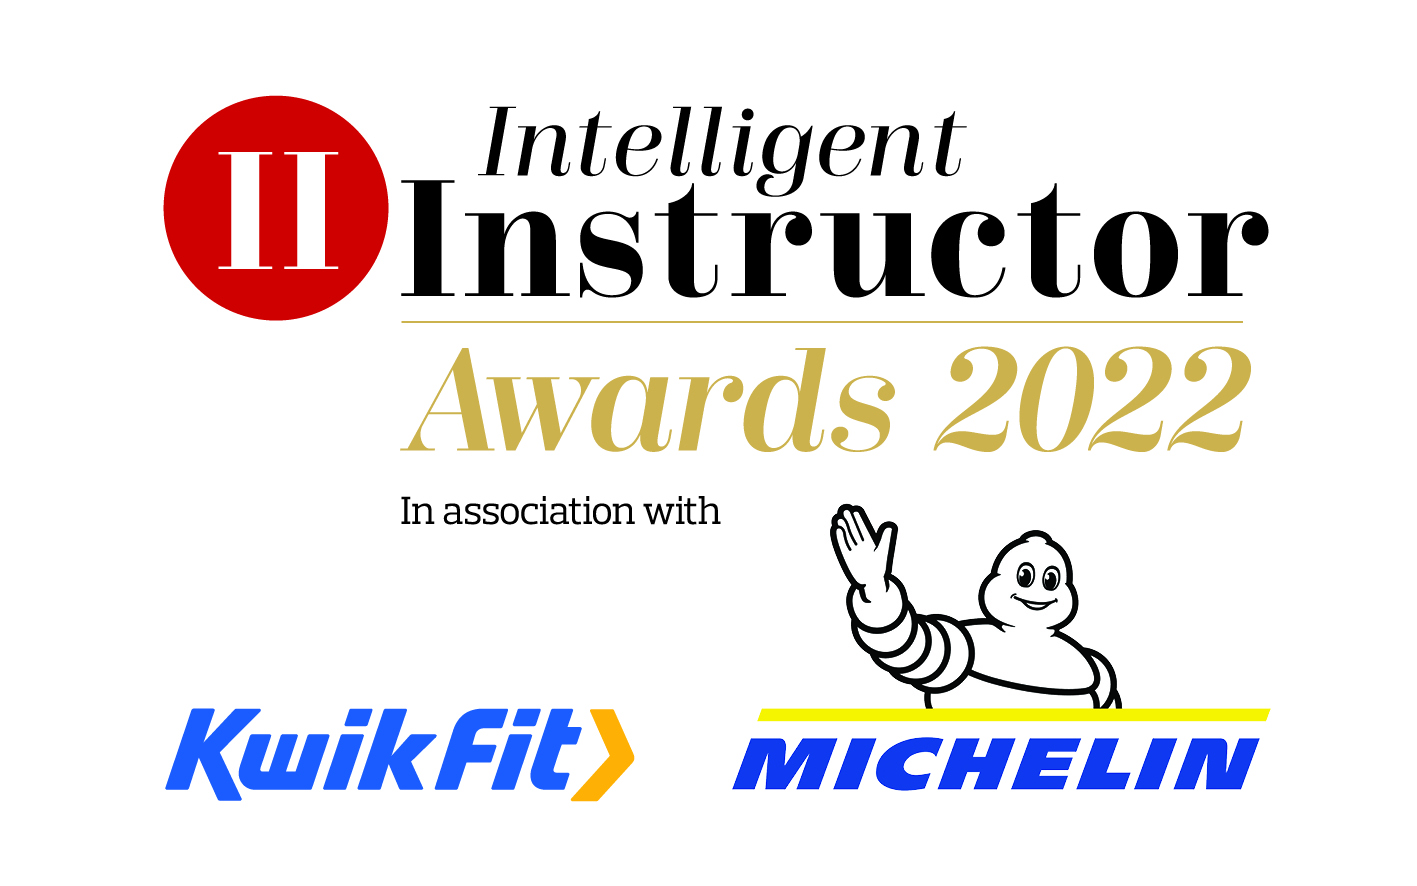 II
Intelligent
Instructor
Awards 2022
In association with
KwikFit
MICHELIN